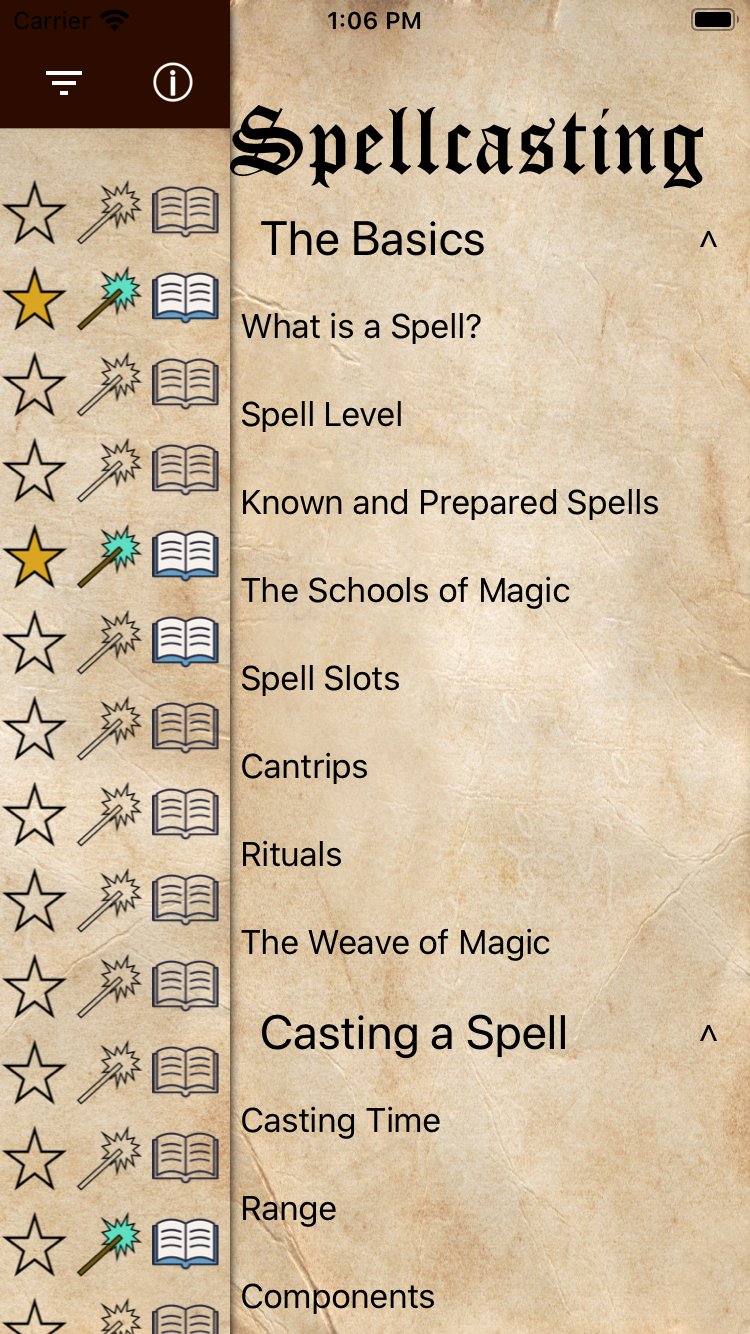 Carrier 1:06 PM
Spellcasting
The Basics ^
What is a Spell?
Spell Level
Known and Prepared Spells
The Schools of Magic
Spell Slots
Cantrips
Rituals
The Weave of Magic
Casting a Spell ^
Casting Time
Range
Components